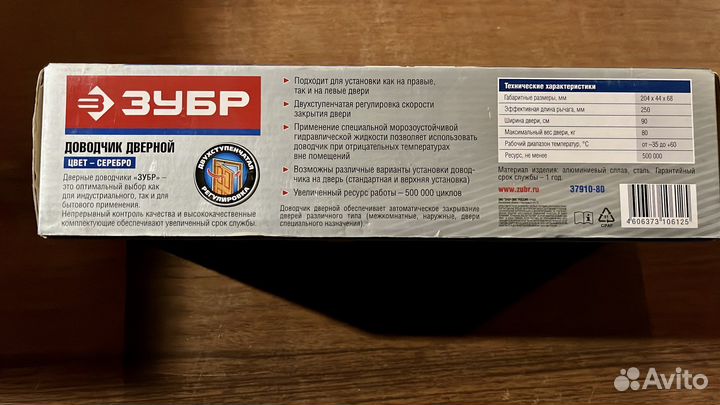 ЗУБР
ДОВОДЧИК ДВЕРНОЙ
ЦВЕТ – СЕРЕБРО
Дверные доводчики «ЗУБР» –
это оптимальный выбор как
для индустриального, так и для
бытового применения.
Непрерывный контроль качества и высококачественные
комплектующие обеспечивают увеличенный срок службы.
ДВУХСТУПЕНЧАТАЯ
РЕГУЛИРОВКА
Подходит для установки как на правые,
так и на левые двери
Двухступенчатая регулировка скорости
закрытия двери
Применение специальной морозоустойчивой
гидравлической жидкости позволяет использовать
доводчик при отрицательных температурах
вне помещений
Возможны различные варианты установки довод-
чика на дверь (стандартная и верхняя установка)
Увеличенный ресурс работы – 500 000 циклов
Доводчик дверной обеспечивает автоматическое закрывание
дверей различного типа (межкомнатные, наружные, двери
специального назначения).
Технические характеристики
Габаритные размеры, мм 204 x 44 x 68
Эффективная длина рычага, мм 250
Ширина двери, см 90
Максимальный вес двери, кг 80
Рабочий диапазон температур, °С от –35 до +60
Ресурс, не менее 500 000
Материал изделия: алюминиевый сплав, сталь. Гарантийный
срок службы – 1 год.
www.zubr.ru 37910-80
C/PAP
4606373106125
Avito